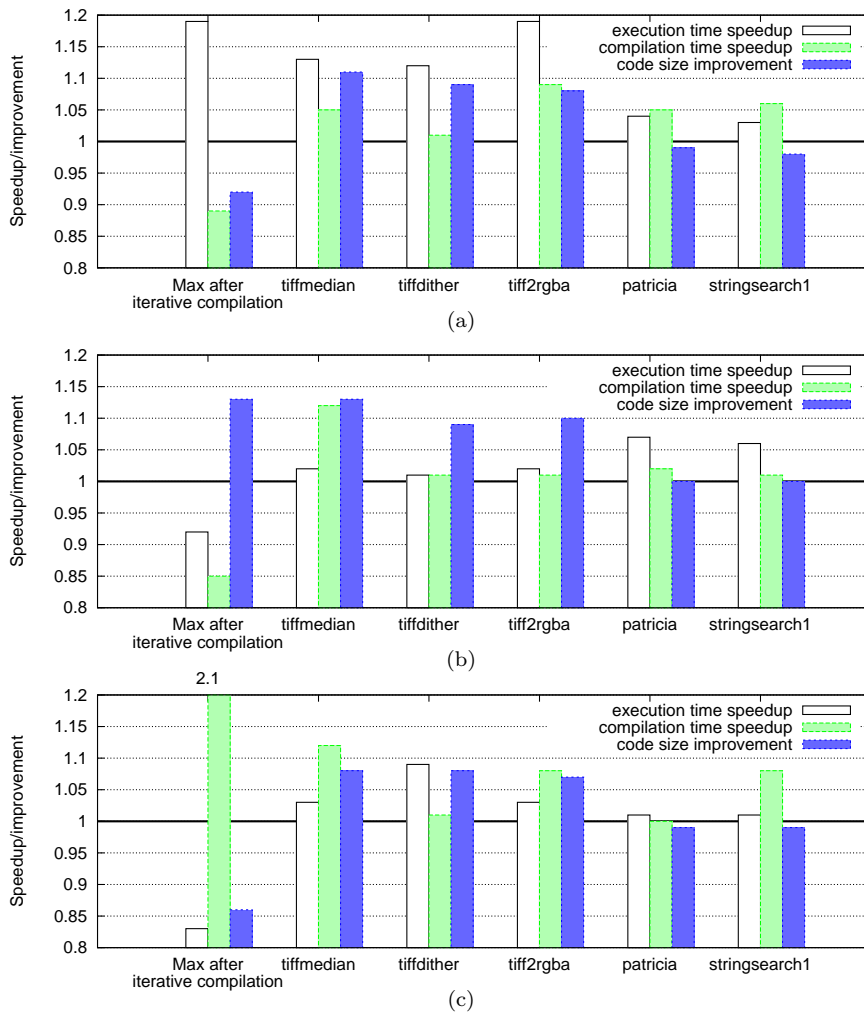 1.2
1.15
1.1
1.05
1
0.95
0.9
0.85
0.8
Speedup/improvement
execution time speedup
compilation time speedup
code size improvement
Max after
iterative compilation
tiffmedian
tiffdither
tiff2rgba
patricia
stringsearch1
(a)
1.2
1.15
1.1
1.05
1
0.95
0.9
0.85
0.8
Speedup/improvement
execution time speedup
compilation time speedup
code size improvement
Max after
iterative compilation
tiffmedian
tiffdither
tiff2rgba
patricia
stringsearch1
(b)
2.1
1.2
1.15
1.1
1.05
1
0.95
0.9
0.85
0.8
Speedup/improvement
execution time speedup
compilation time speedup
code size improvement
Max after
iterative compilation
tiffmedian
tiffdither
tiff2rgba
patricia
stringsearch1
(c)